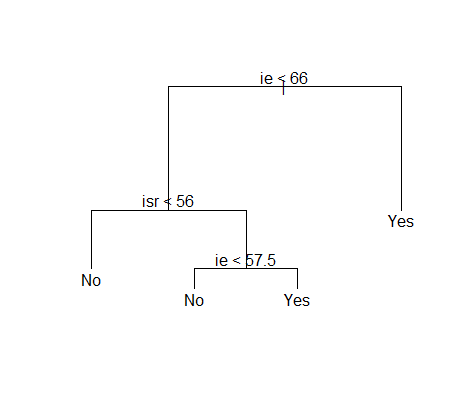 ie < 66
isr < 56
Yes
ie < 57.5
No
No
Yes